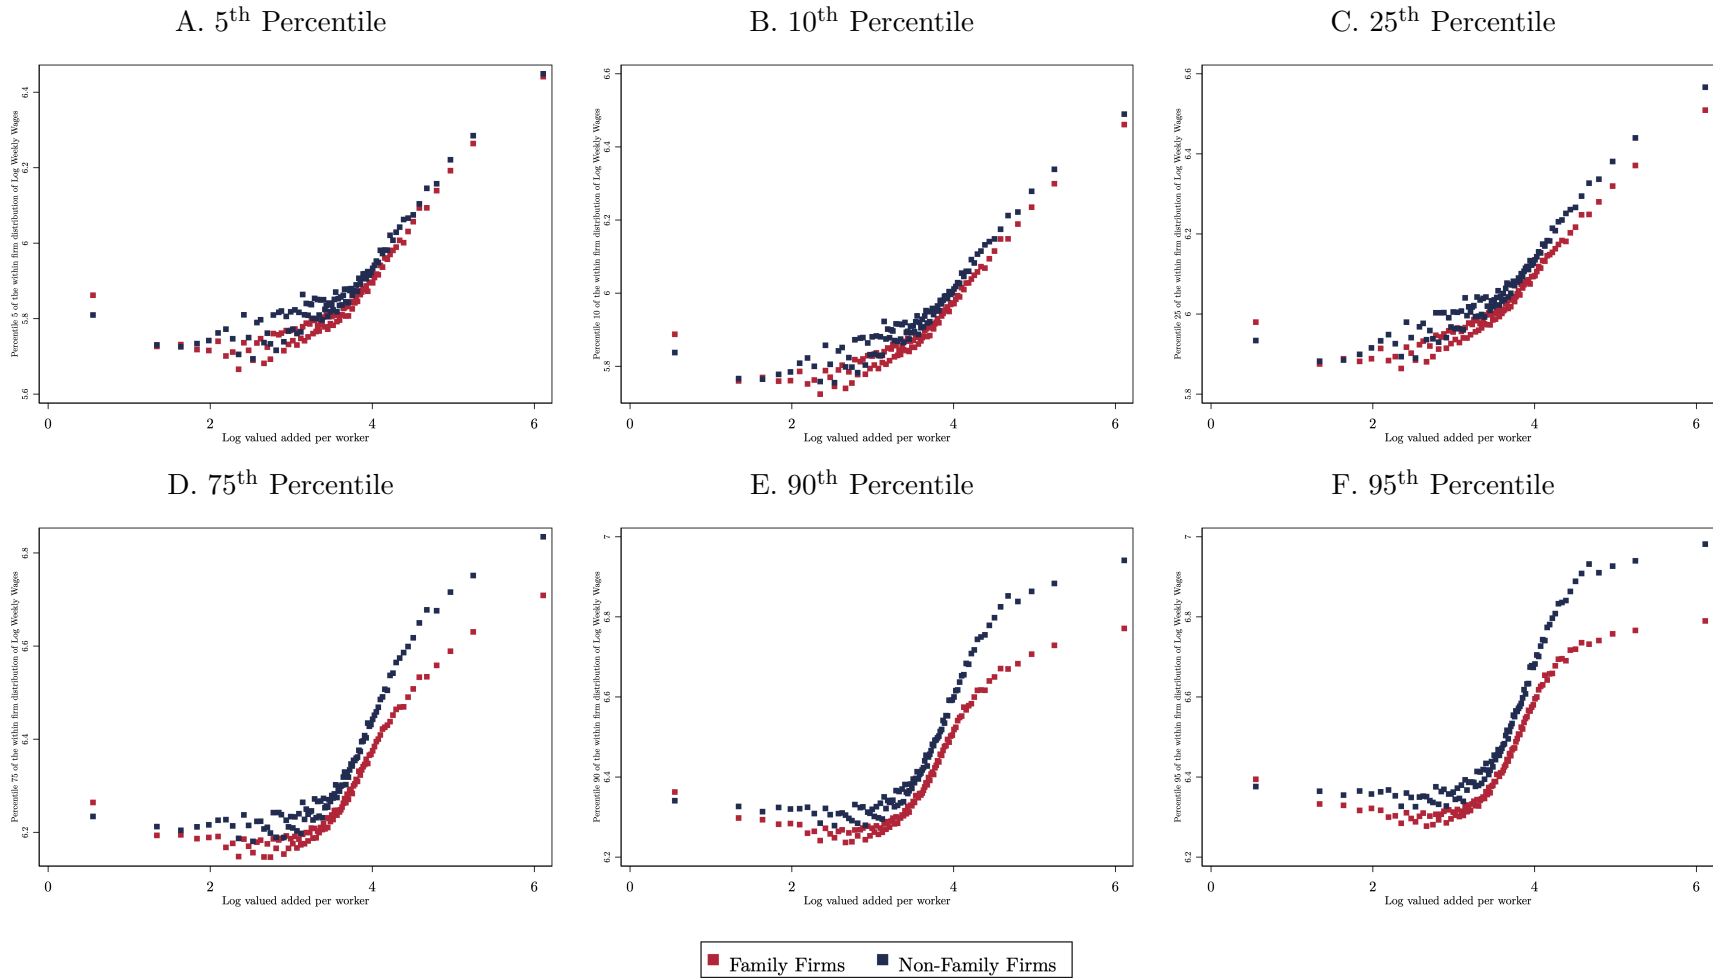 A. 5th Percentile
Percentile 5 of the within firm distribution of Log Weekly Wages
6.4
6.2
6
5.8
5.6
0 2 4 6
Log valued added per worker
B. 10th Percentile
Percentile 10 of the within firm distribution of Log Weekly Wages
6.6
6.4
6.2
6
5.8
0 2 4 6
Log valued added per worker
C. 25th Percentile
Percentile 25 of the within firm distribution of Log Weekly Wages
6.6
6.4
6.2
6
5.8
0 2 4 6
Log valued added per worker
D. 75th Percentile
Percentile 75 of the within firm distribution of Log Weekly Wages
6.8
6.6
6.4
6.2
0 2 4 6
Log valued added per worker
E. 90th Percentile
Percentile 90 of the within firm distribution of Log Weekly Wages
7
6.8
6.6
6.4
6.2
0 2 4 6
Log valued added per worker
F. 95th Percentile
Percentile 95 of the within firm distribution of Log Weekly Wages
7
6.8
6.6
6.4
6.2
0 2 4 6
Log valued added per worker
Family Firms Non-Family Firms